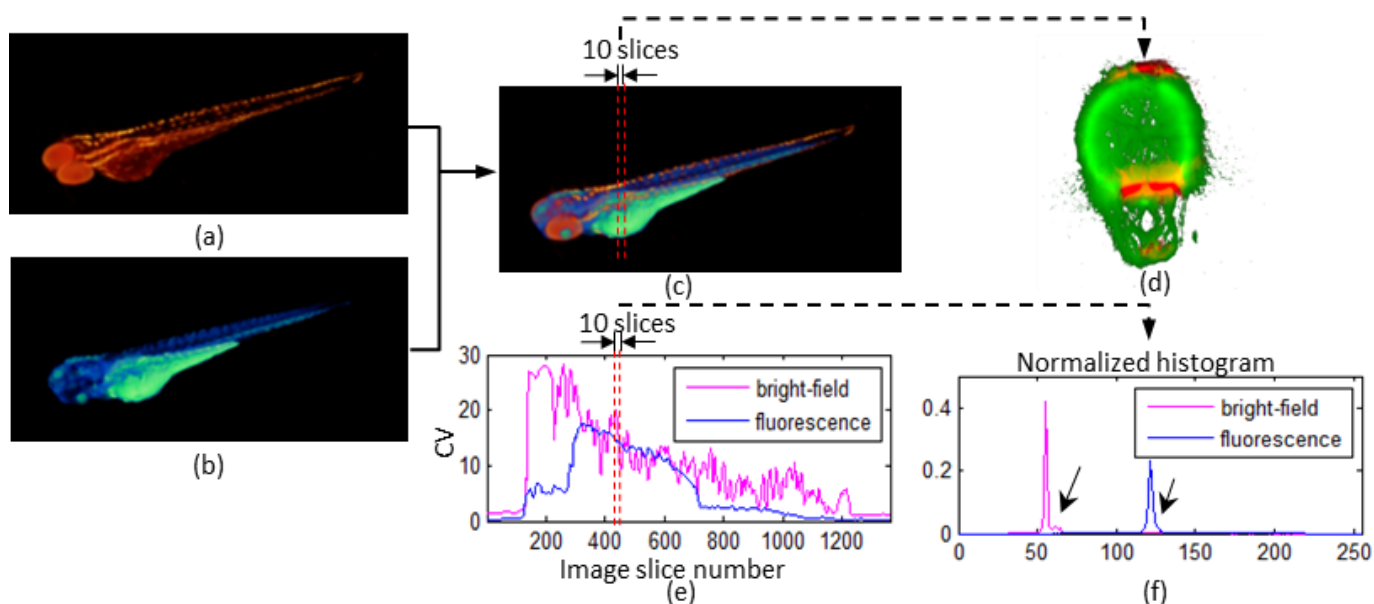 10 slices
(a)
(b)
(c)
(d)
10 slices
30
20
10
0
CV
bright-field
fluorescence
200 400 600 800 1000 1200
Image slice number
(e)
Normalized histogram
0.4
0.2
0
bright-field
fluorescence
0 50 100 150 200 250
(f)